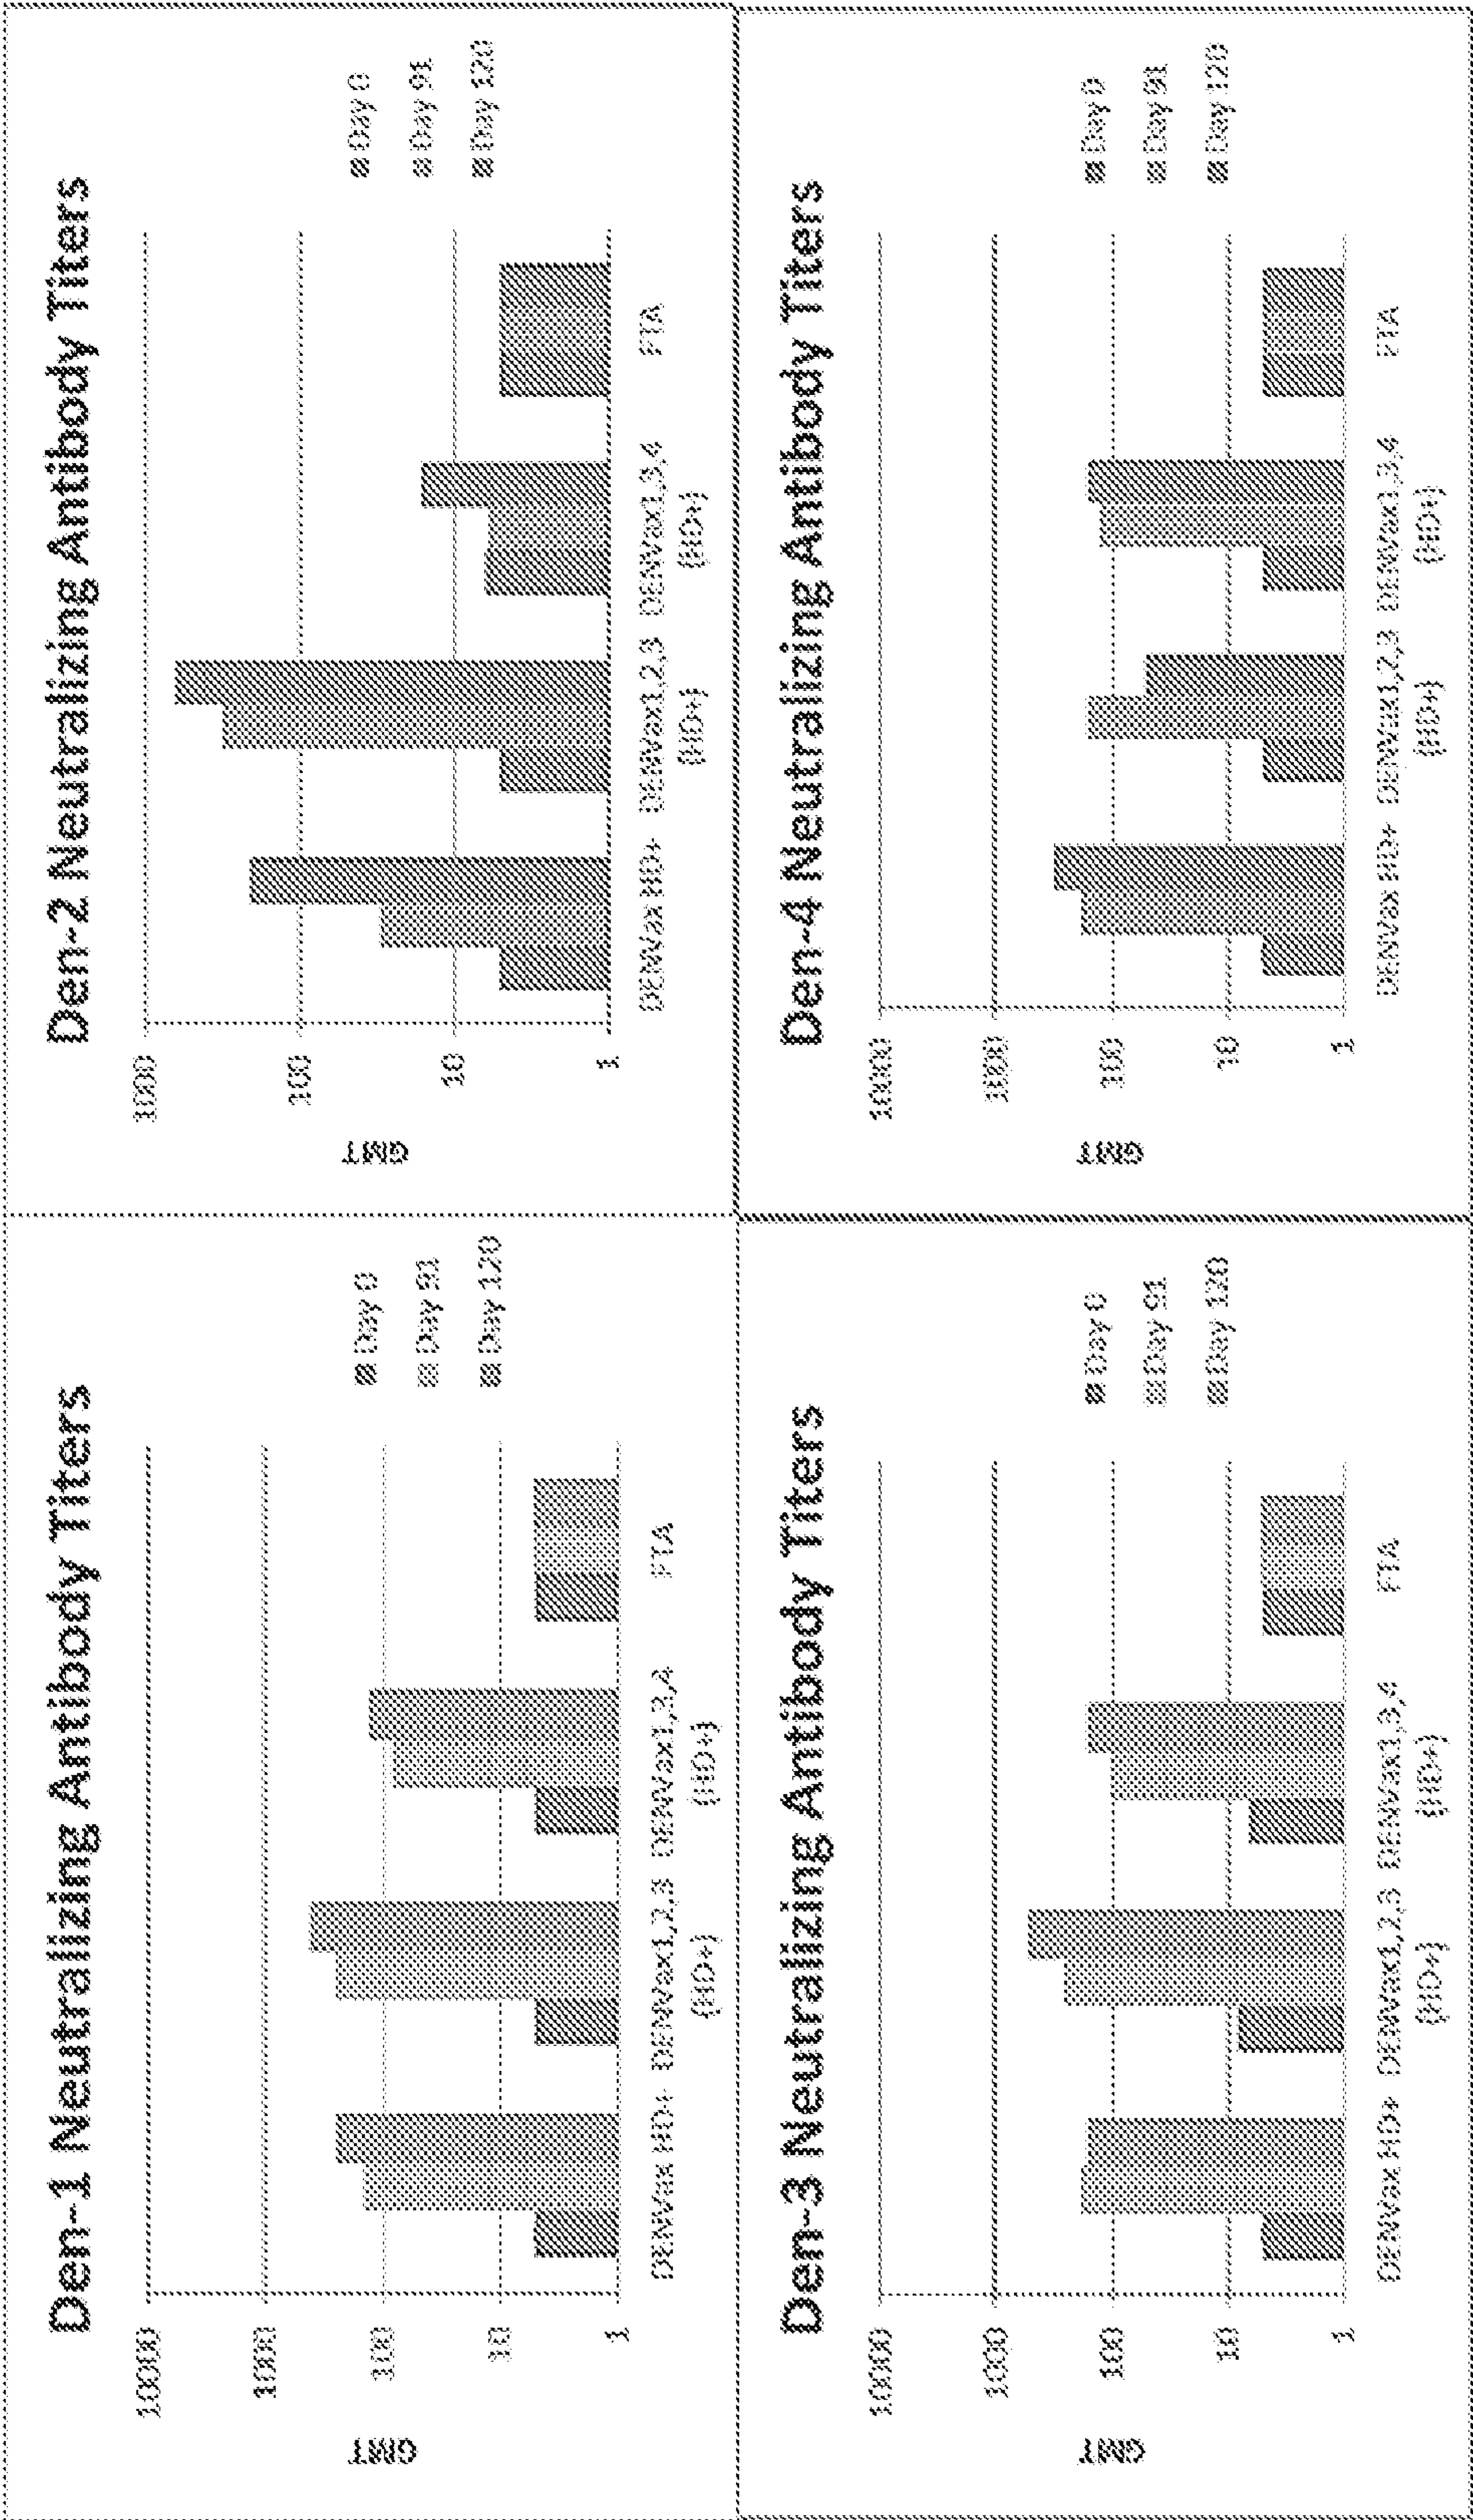 Den-1 Neutralizing Antibody Titers
10000
1000
100
10
1
GMT
DENVax HD+ DENVax1,2,3 DENVax1,3,4 FTA
(HD+) (HD+)
Day 0
Day 91
Day 120
Den-2 Neutralizing Antibody Titers
1000
100
10
1
GMT
DENVax HD+ DENVax1,2,3 DENVax1,3,4 FTA
(HD+) (HD+)
Day 0
Day 91
Day 120
Den-3 Neutralizing Antibody Titers
10000
1000
100
10
1
GMT
DENVax HD+ DENVax1,2,3 DENVax1,3,4 FTA
(HD+) (HD+)
Day 0
Day 91
Day 120
Den-4 Neutralizing Antibody Titers
10000
1000
100
10
1
GMT
DENVax HD+ DENVax1,2,3 DENVax1,3,4 FTA
(HD+) (HD+)
Day 0
Day 91
Day 120